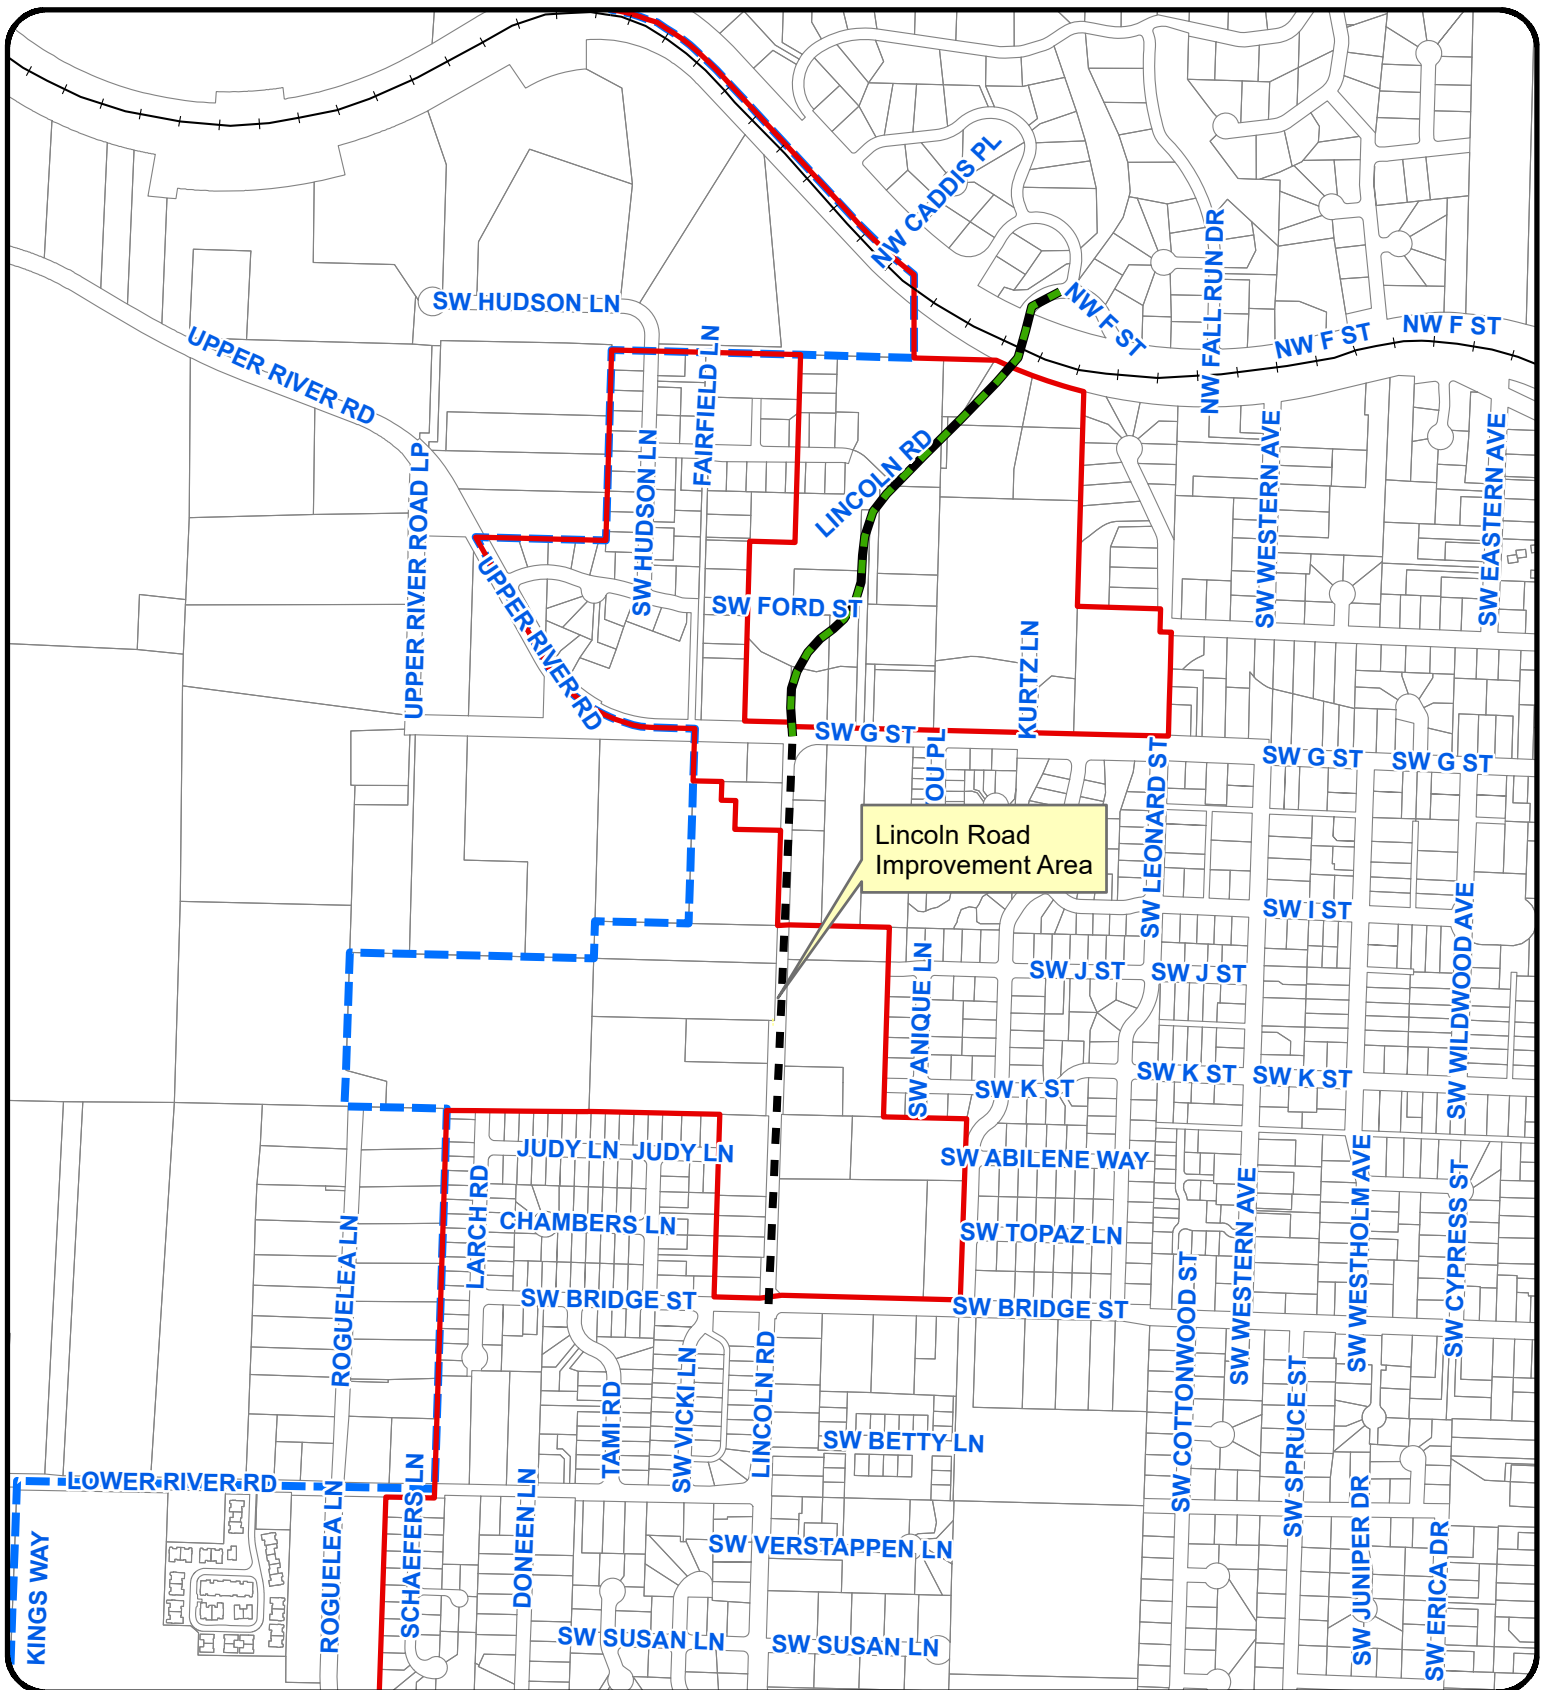 NW CADDIS PL
SW HUDSON LN
NW F ST
NW FALL RUN DR
NW F ST
NW F ST
UPPER RIVER RD
FAIRFIELD LN
LINCOLN RD
SW HUDSON LN
UPPER RIVER ROAD LP
SW WESTERN AVE
SW EASTERN AVE
UPPER RIVER RD
SW FORD ST
KURTZ LN
SW G ST
OU PL
SW LEONARD ST
SW G ST
SW G ST
Lincoln Road
Improvement Area
SW I ST
SW WILDWOOD AVE
SW ANIQUE LN
SW J ST
SW J ST
SW K ST
SW K ST
SW K ST
JUDY LN
JUDY LN
SW ABILENE WAY
LARCH RD
CHAMBERS LN
SW TOPAZ LN
ROGUELEA LN
SW WESTERN AVE
SW WESTHOLM AVE
SW CYPRESS ST
SW BRIDGE ST
SW BRIDGE ST
SW COTTONWOOD ST
TAMI RD
SW VICKI LN
LINCOLN RD
SW SPRUCE ST
SW BETTY LN
LOWER RIVER RD
ROGUELEA LN
SCHAEFERS LN
DONEEN LN
SW VERSTAPPEN LN
SW JUNIPER DR
SW ERICA DR
KINGS WAY
SW SUSAN LN
SW SUSAN LN